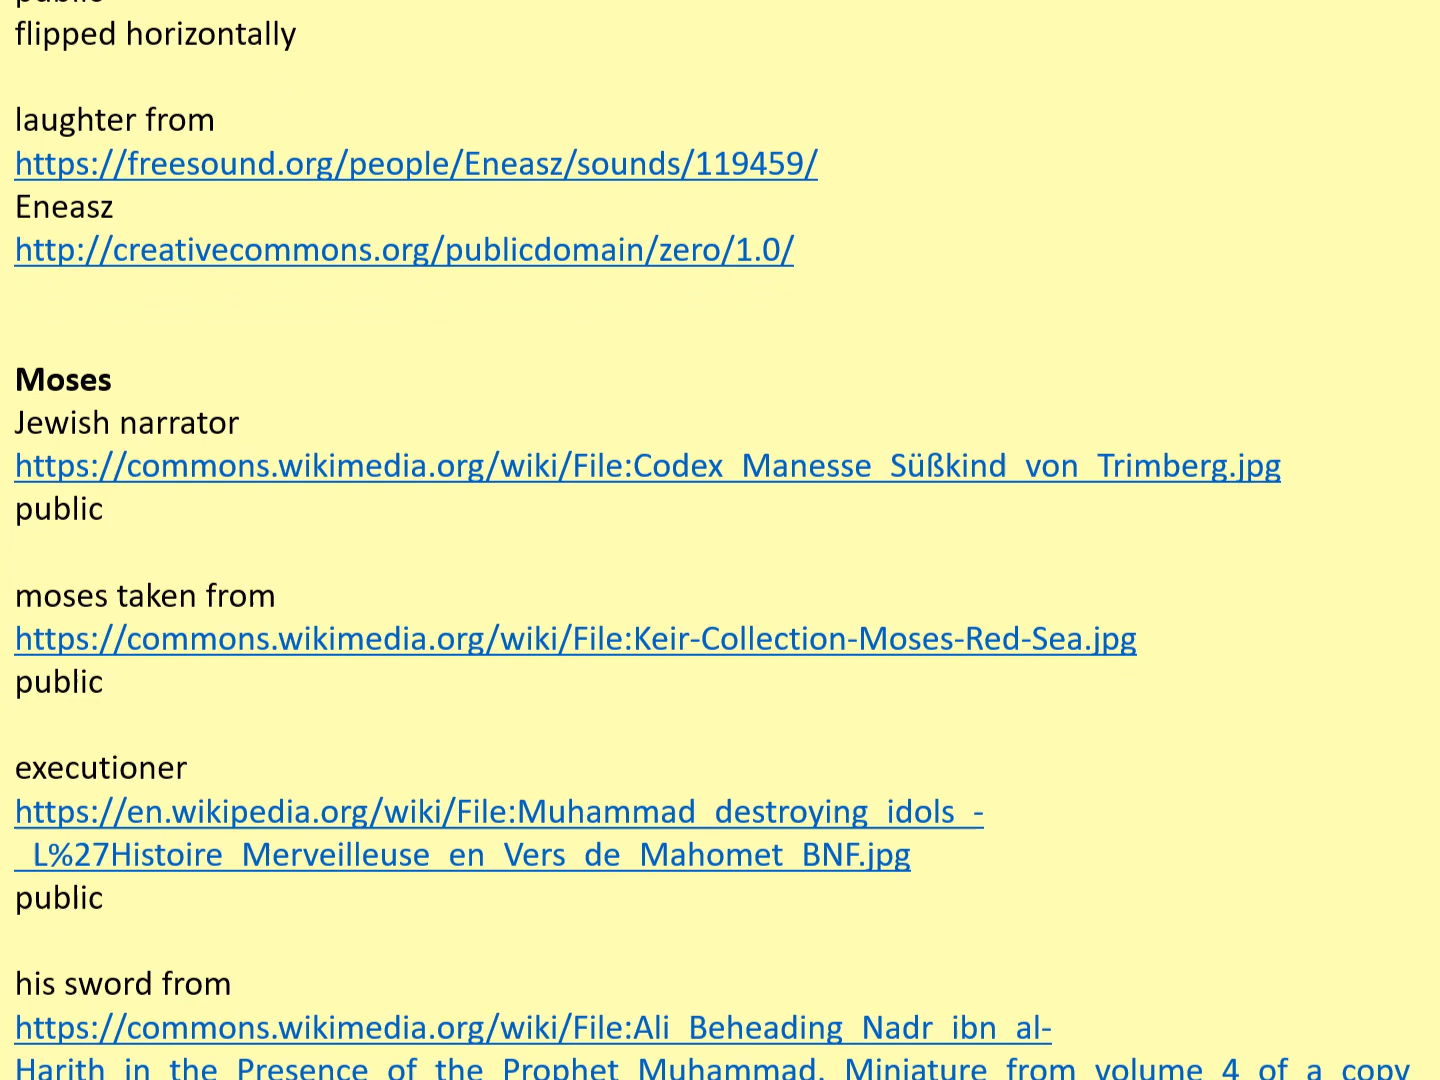 public
flipped horizontally
laughter from
https://freesound.org/people/Eneasz/sounds/119459/
Eneasz
http://creativecommons.org/publicdomain/zero/1.0/
Moses
Jewish narrator
https://commons.wikimedia.org/wiki/File:Codex_Manesse_Süßkind_von_Trimberg.jpg
public
moses taken from
https://commons.wikimedia.org/wiki/File:Keir-Collection-Moses-Red-Sea.jpg
public
executioner
https://en.wikipedia.org/wiki/File:Muhammad_destroying_idols_-
_L%27Histoire_Merveilleuse_en_Vers_de_Mahomet_BNF.jpg
public
his sword from
https://commons.wikimedia.org/wiki/File:Ali_Beheading_Nadr_ibn_al-
Harith_in_the_Presence_of_the_Prophet_Muhammad._Miniature_from_volume_4_of_a_copy_